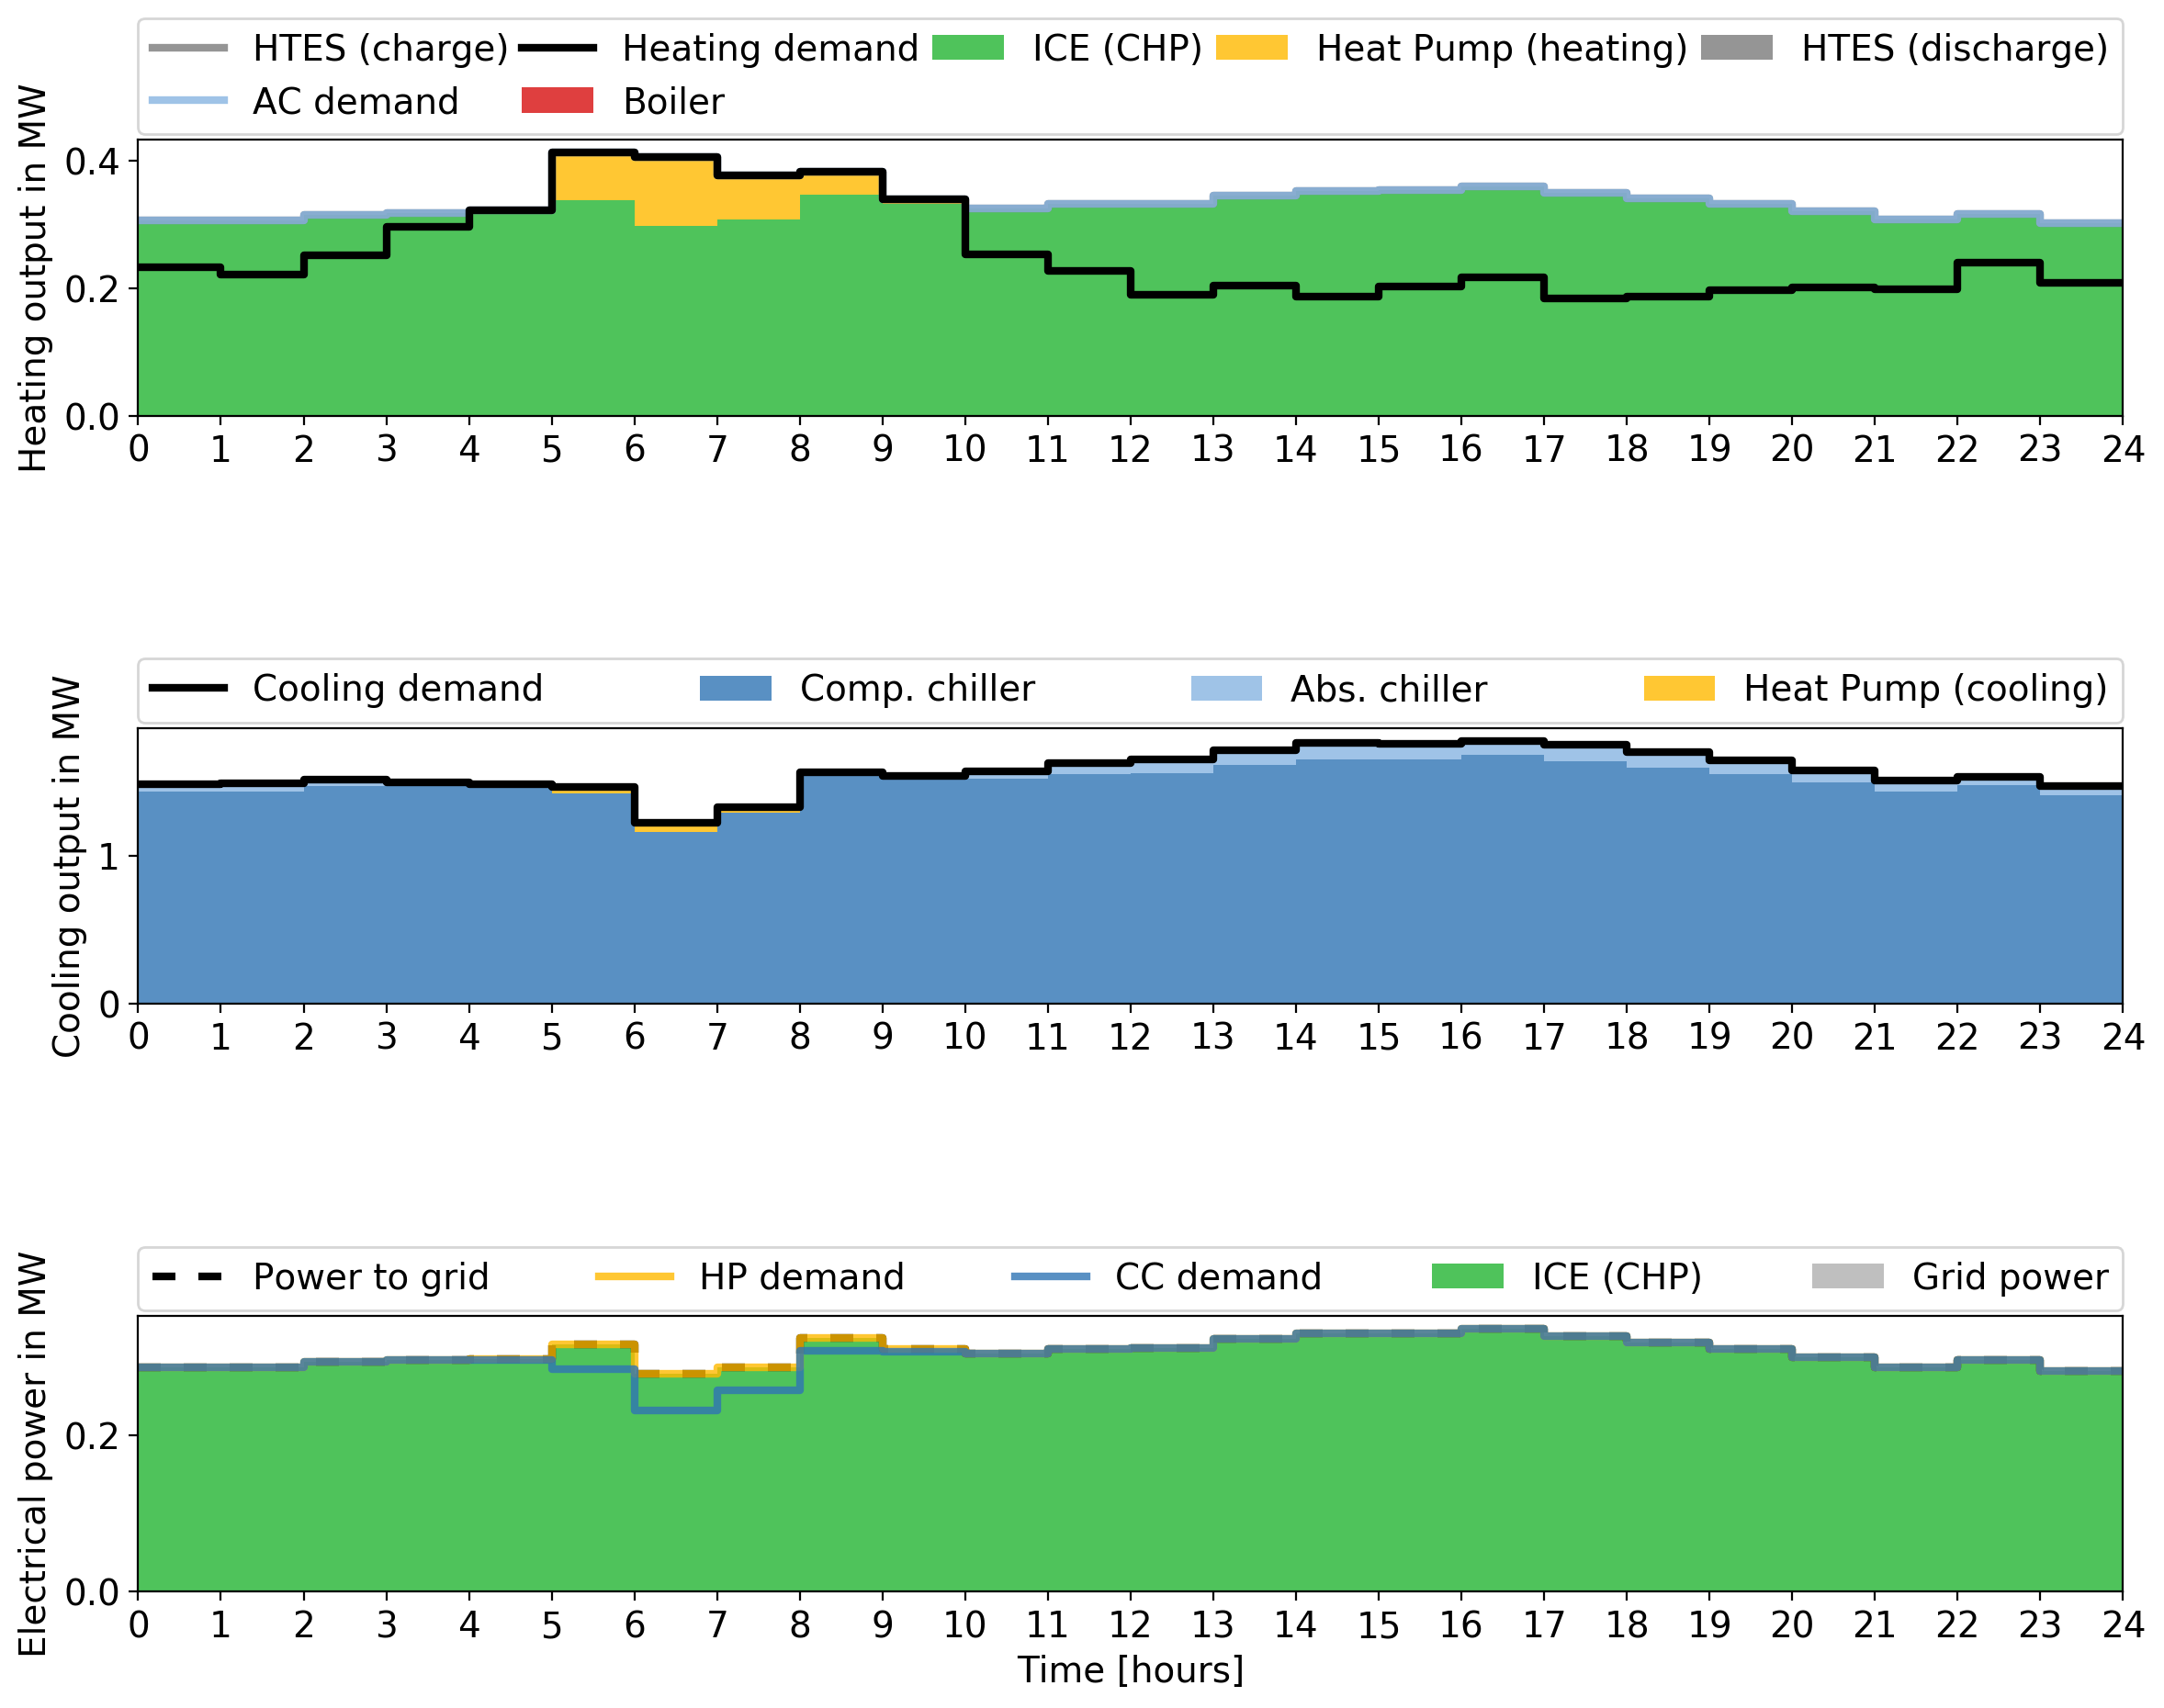 HTES (charge) Heating demand ICE (CHP) Heat Pump (heating) HTES (discharge)
AC demand Boiler
Heating output in MW
0.4
0.2
0.0
0 1 2 3 4 5 6 7 8 9 10 11 12 13 14 15 16 17 18 19 20 21 22 23 24
Cooling demand Comp. chiller Abs. chiller Heat Pump (cooling)
Cooling output in MW
1
0
0 1 2 3 4 5 6 7 8 9 10 11 12 13 14 15 16 17 18 19 20 21 22 23 24
Power to grid HP demand CC demand ICE (CHP) Grid power
Electrical power in MW
0.2
0.0
0 1 2 3 4 5 6 7 8 9 10 11 12 13 14 15 16 17 18 19 20 21 22 23 24
Time [hours]